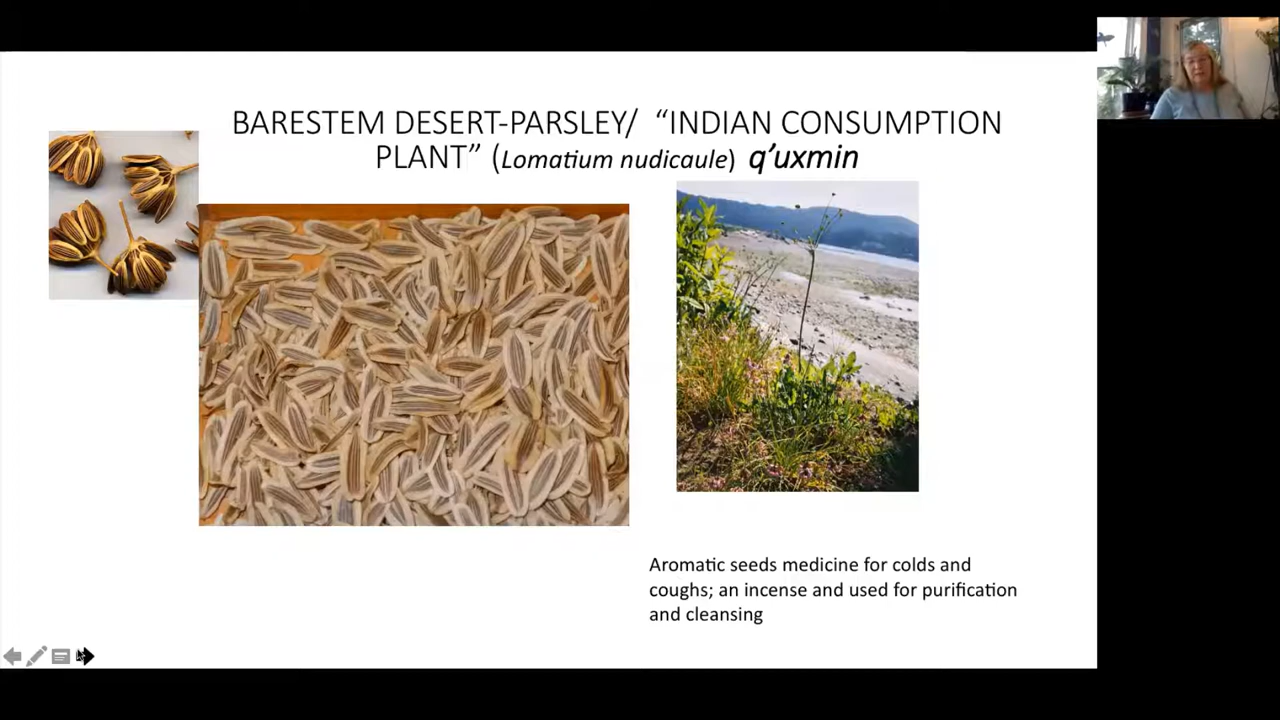 BARESTEM DESERT-PARSLEY/ “INDIAN CONSUMPTION
PLANT” (Lomatium nudicaule) q’uxmin
Aromatic seeds medicine for colds and
coughs; an incense and used for purification
and cleansing